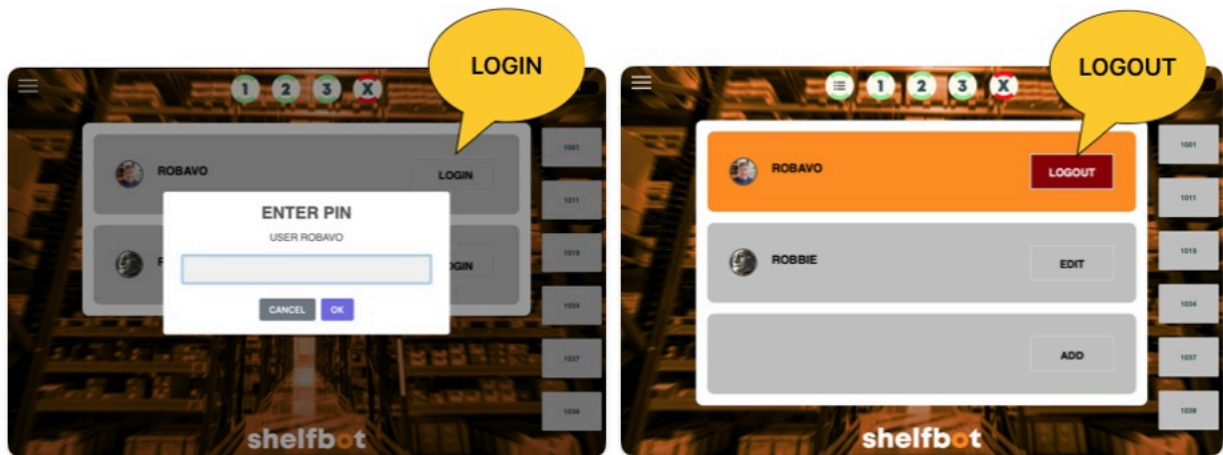 LOGIN
1 2 3 X
1001
ROBAVO
LOGIN
1011
ENTER PIN
USER ROBAVO
1019
CANCEL OK
1034
1037
1038
shelfbot
LOGOUT
1 2 3 X
1001
ROBAVO
LOGOUT
1011
ROBBIE
EDIT
1019
1034
ADD
1037
1038
shelfbot